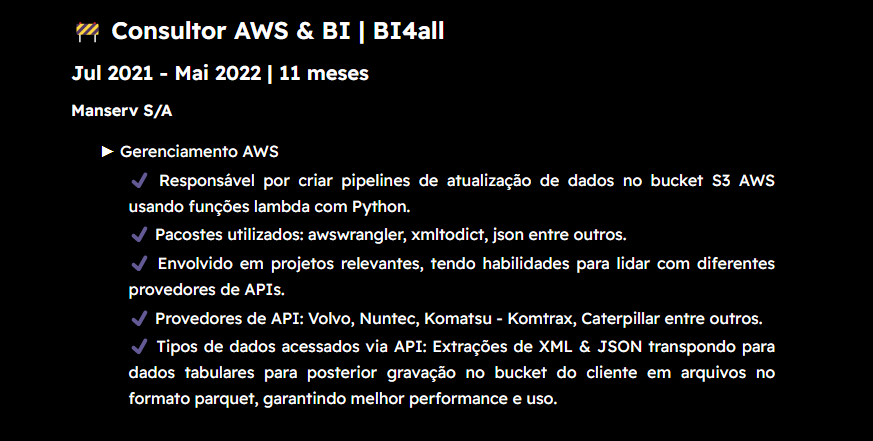 🚧 Consultor AWS & BI | BI4all
Jul 2021 - Mai 2022 | 11 meses
Manserv S/A
► Gerenciamento AWS
✔ Responsável por criar pipelines de atualização de dados no bucket S3 AWS
usando funções lambda com Python.
✔ Pacostes utilizados: awswrangler, xmltodict, json entre outros.
✔ Envolvido em projetos relevantes, tendo habilidades para lidar com diferentes
provedores de APIs.
✔ Provedores de API: Volvo, Nuntec, Komatsu - Komtrax, Caterpillar entre outros.
✔ Tipos de dados acessados via API: Extrações de XML & JSON transpondo para
dados tabulares para posterior gravação no bucket do cliente em arquivos no
formato parquet, garantindo melhor performance e uso.